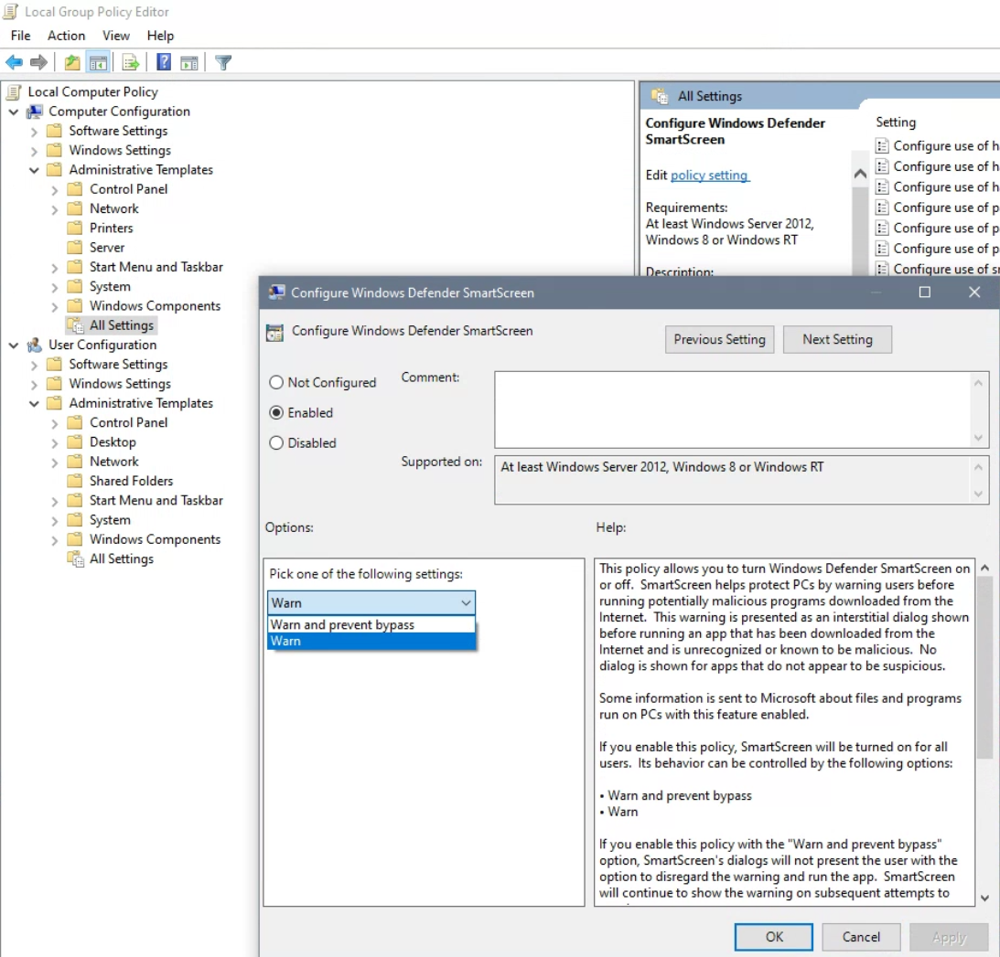 Local Group Policy Editor
File Action View Help
Local Computer Policy
Computer Configuration
Software Settings
Windows Settings
Administrative Templates
Control Panel
Network
Printers
Server
Start Menu and Taskbar
System
Windows Components
All Settings
User Configuration
Software Settings
Windows Settings
Administrative Templates
Control Panel
Desktop
Network
Shared Folders
Start Menu and Taskbar
System
Windows Components
All Settings
All Settings
Configure Windows Defender
SmartScreen
Edit policy setting
Requirements:
At least Windows Server 2012,
Windows 8 or Windows RT
Description:
Setting
Configure use of h
Configure use of h
Configure use of h
Configure use of p
Configure use of p
Configure use of p
Configure use of s
Configure Windows Defender SmartScreen
Configure Windows Defender SmartScreen
Previous Setting
Next Setting
Not Configured
Enabled
Disabled
Comment:
Supported on:
At least Windows Server 2012, Windows 8 or Windows RT
Options:
Help:
Pick one of the following settings:
Warn
Warn and prevent bypass
Warn
This policy allows you to turn Windows Defender SmartScreen on
or off.  SmartScreen helps protect PCs by warning users before
running potentially malicious programs downloaded from the
Internet.  This warning is presented as an interstitial dialog shown
before running an app that has been downloaded from the
Internet and is unrecognized or known to be malicious.  No
dialog is shown for apps that do not appear to be suspicious.
Some information is sent to Microsoft about files and programs
run on PCs with this feature enabled.
If you enable this policy, SmartScreen will be turned on for all
users.  Its behavior can be controlled by the following options:
• Warn and prevent bypass
• Warn
If you enable this policy with the "Warn and prevent bypass"
option, SmartScreen's dialogs will not present the user with the
option to disregard the warning and run the app.  SmartScreen
will continue to show the warning on subsequent attempts to
OK
Cancel
Apply